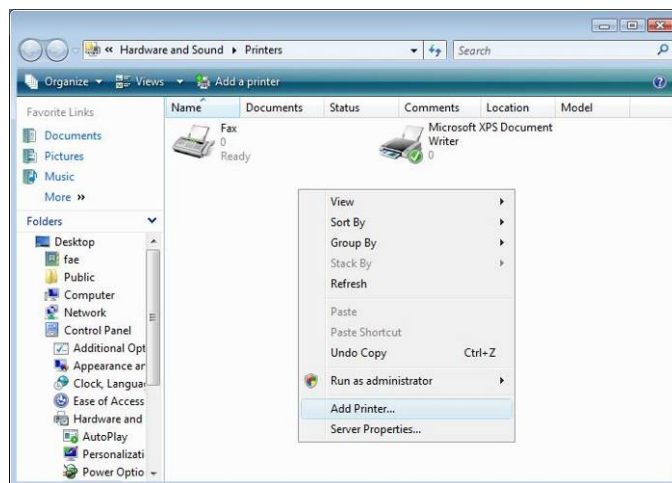 « Hardware and Sound ▸ Printers
Search
Organize Views Add a printer
Favorite Links
Documents
Pictures
Music
More »
Folders
Desktop
fae
Public
Computer
Network
Control Panel
Additional Opt
Appearance an
Clock, Languag
Ease of Access
Hardware and
AutoPlay
Personalizati
Power Optio
Name Documents Status Comments Location Model
Fax
0
Ready
Microsoft XPS Document
Writer
0
View
Sort By
Group By
Stack By
Refresh
Paste
Paste Shortcut
Undo Copy Ctrl+Z
Run as administrator
Add Printer...
Server Properties...